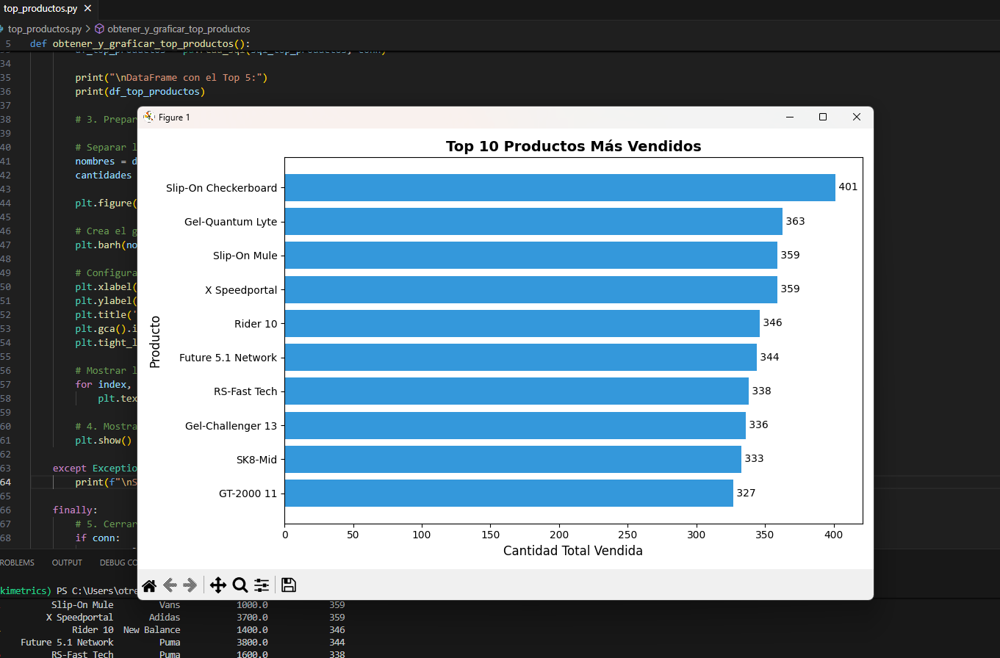 top_productos.py
top_productos.py > obtener_y_graficar_top_productos
5 def obtener_y_graficar_top_productos():
34
35 print("\nDataFrame con el Top 5:")
36 print(df_top_productos)
37
38 # 3. Prepar
39
40 # Separar l
41 nombres = d
42 cantidades
43
44 plt.figure(
45
46 # Crea el g
47 plt.barh(no
48
49 # Configura
50 plt.xlabel(
51 plt.ylabel(
52 plt.title('
53 plt.gca().i
54 plt.tight_l
55
56 # Mostrar l
57 for index,
58 plt.tex
59
60 # 4. Mostra
61 plt.show()
62
63 except Exceptio
64 print(f"\nS
65
66 finally:
67 # 5. Cerrar
68 if conn:
Figure 1
Top 10 Productos Más Vendidos
Producto
Slip-On Checkerboard 401
Gel-Quantum Lyte 363
Slip-On Mule 359
X Speedportal 359
Rider 10 346
Future 5.1 Network 344
RS-Fast Tech 338
Gel-Challenger 13 336
SK8-Mid 333
GT-2000 11 327
0 50 100 150 200 250 300 350 400
Cantidad Total Vendida
ROBLEMS OUTPUT DEBUG CO
kimetrics) PS C:\Users\otre
Slip-On Mule Vans 1000.0 359
X Speedportal Adidas 3700.0 359
Rider 10 New Balance 1400.0 346
Future 5.1 Network Puma 3800.0 344
RS-Fast Tech Puma 1600.0 338